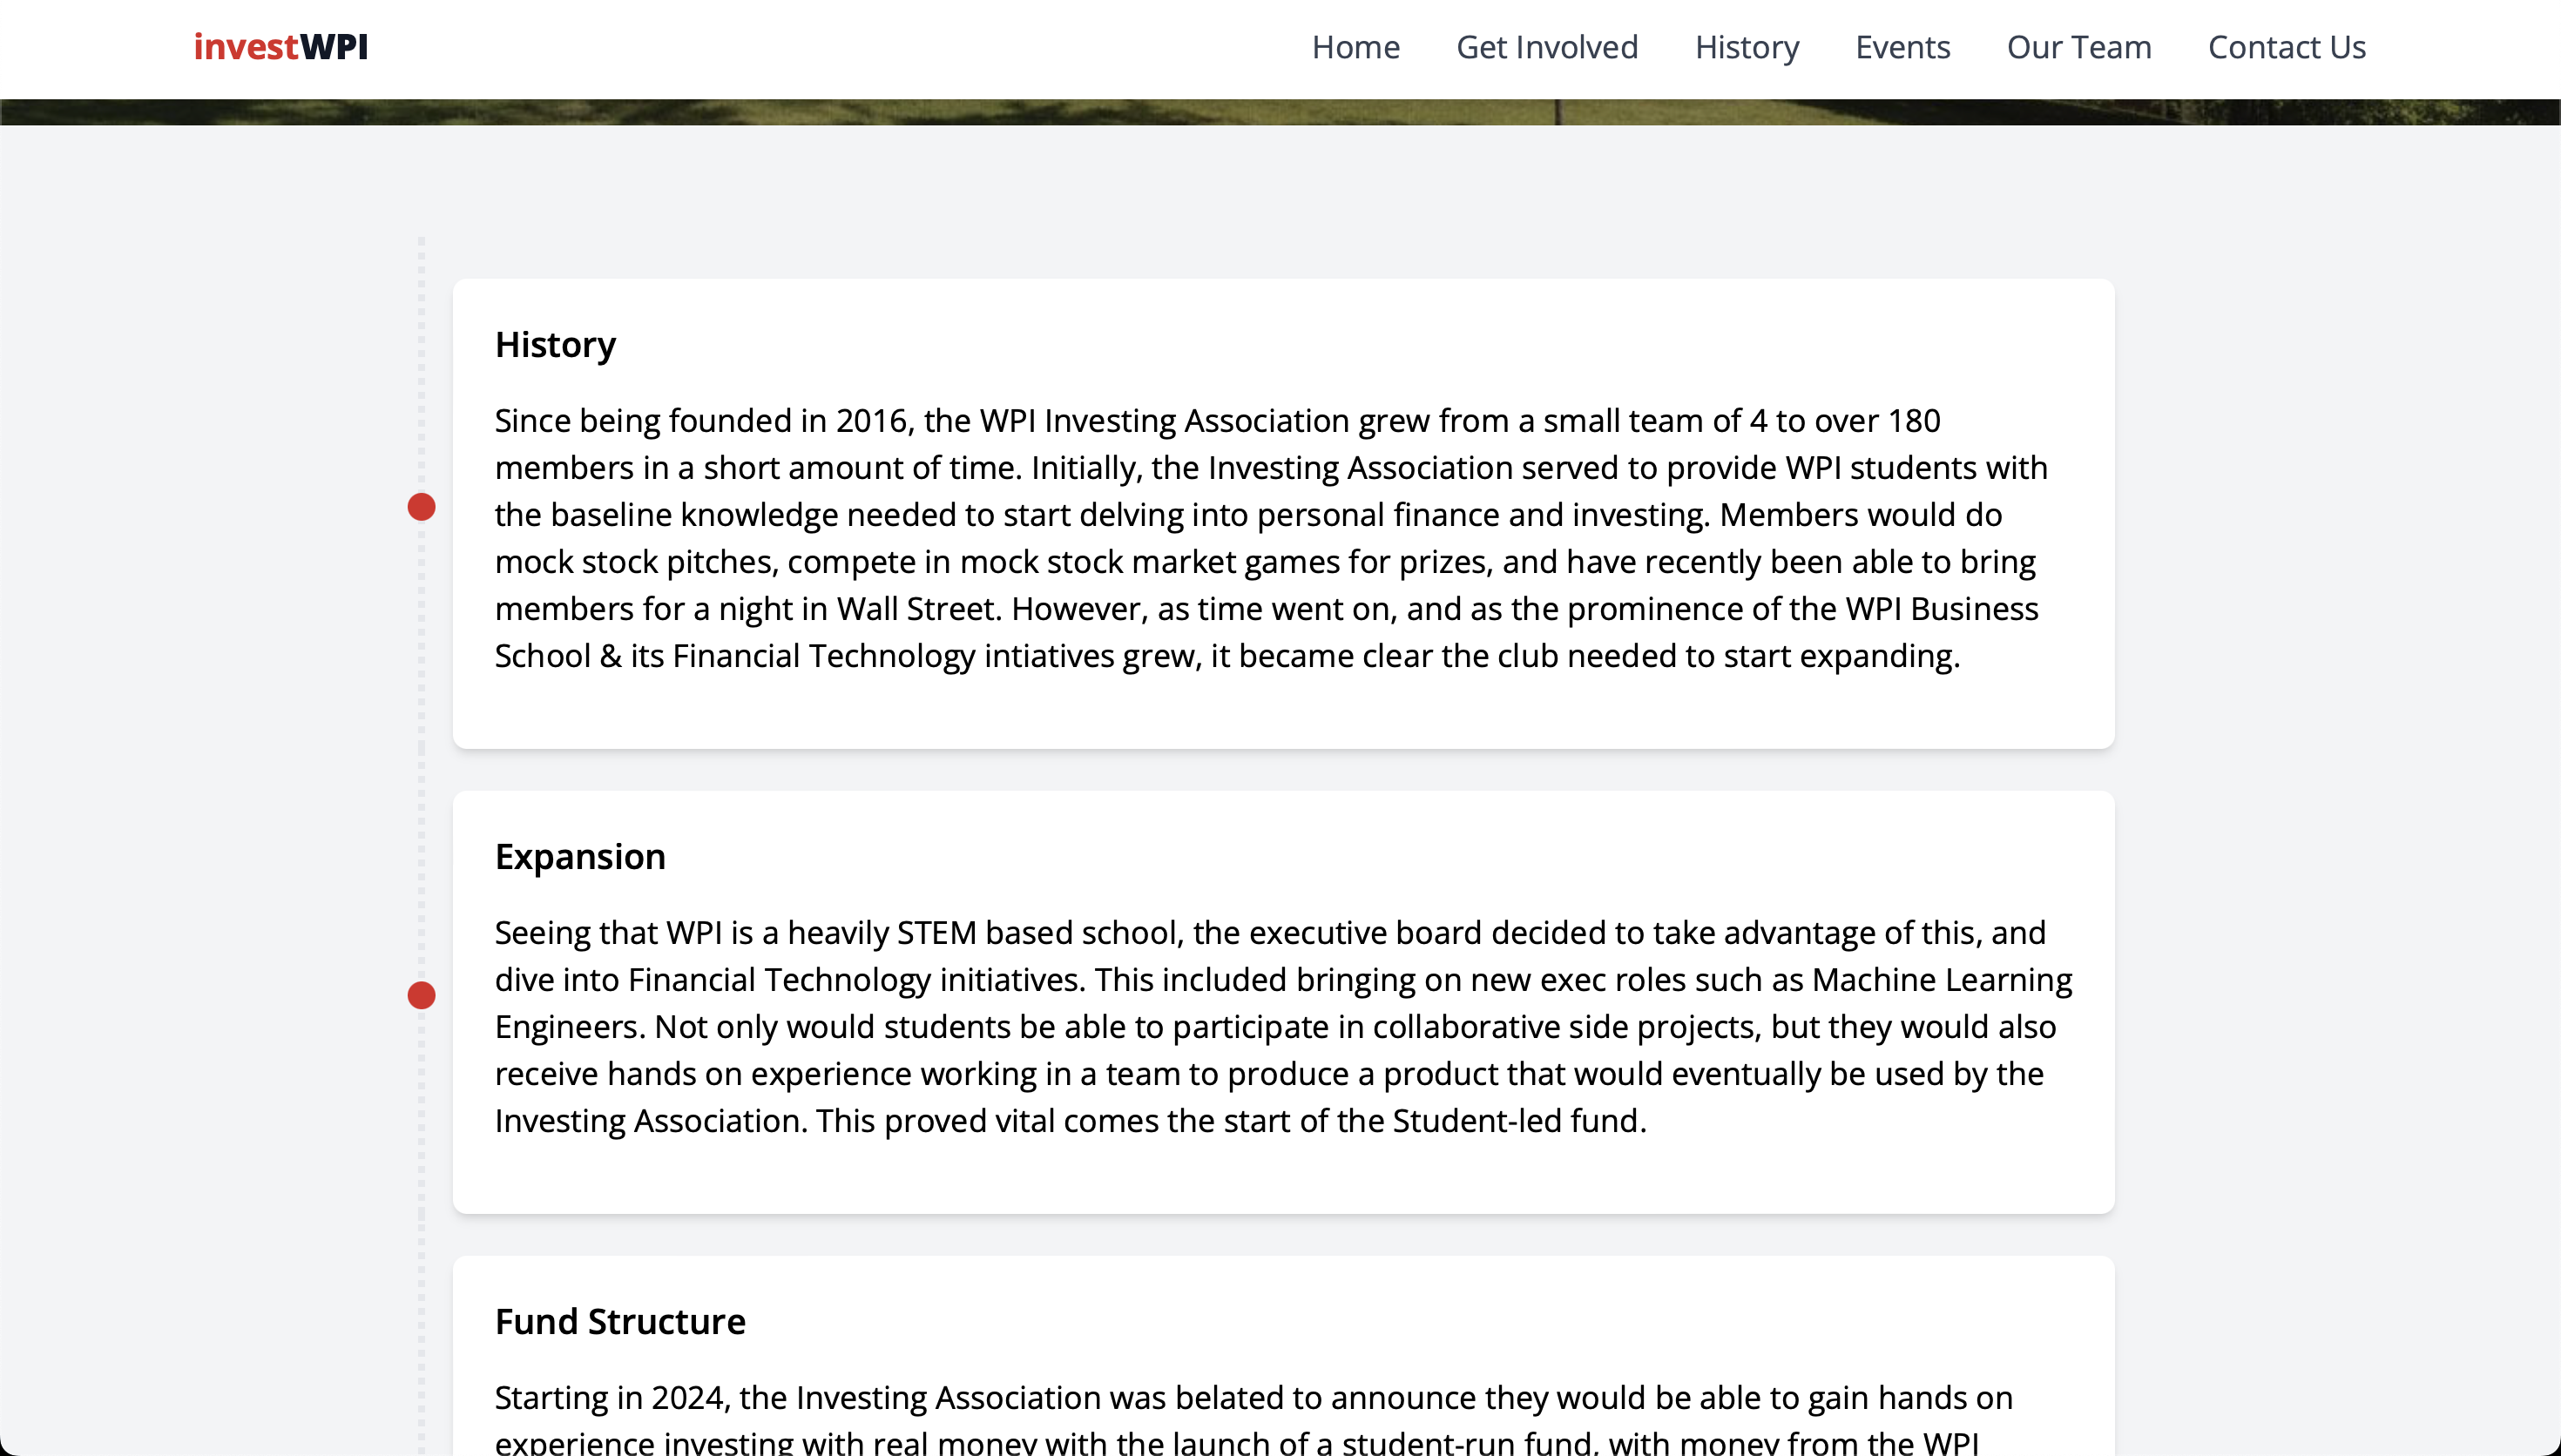 investWPI
Home Get Involved History Events Our Team Contact Us
History
Since being founded in 2016, the WPI Investing Association grew from a small team of 4 to over 180
members in a short amount of time. Initially, the Investing Association served to provide WPI students with
the baseline knowledge needed to start delving into personal finance and investing. Members would do
mock stock pitches, compete in mock stock market games for prizes, and have recently been able to bring
members for a night in Wall Street. However, as time went on, and as the prominence of the WPI Business
School & its Financial Technology intiatives grew, it became clear the club needed to start expanding.
Expansion
Seeing that WPI is a heavily STEM based school, the executive board decided to take advantage of this, and
dive into Financial Technology initiatives. This included bringing on new exec roles such as Machine Learning
Engineers. Not only would students be able to participate in collaborative side projects, but they would also
receive hands on experience working in a team to produce a product that would eventually be used by the
Investing Association. This proved vital comes the start of the Student-led fund.
Fund Structure
Starting in 2024, the Investing Association was belated to announce they would be able to gain hands on
experience investing with real money with the launch of a student-run fund, with money from the WPI